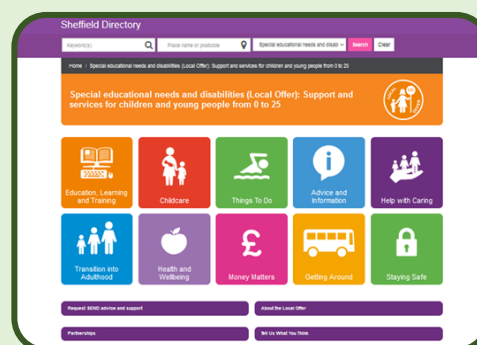 Sheffield Directory
Keyword(s)
Place name or postcode
Special educational needs and disab
Search
Clear
Home / Special educational needs and disabilities (Local Offer): Support and services for children and young people from 0 to 25
Special educational needs and disabilities (Local Offer): Support and
services for children and young people from 0 to 25
Education, Learning
and Training
Childcare
Things To Do
Advice and
Information
Help with Caring
Transition into
Adulthood
Health and
Wellbeing
£
Money Matters
Getting Around
Staying Safe
Request SEND advice and support
About the Local Offer
Partnerships
Tell Us What You Think